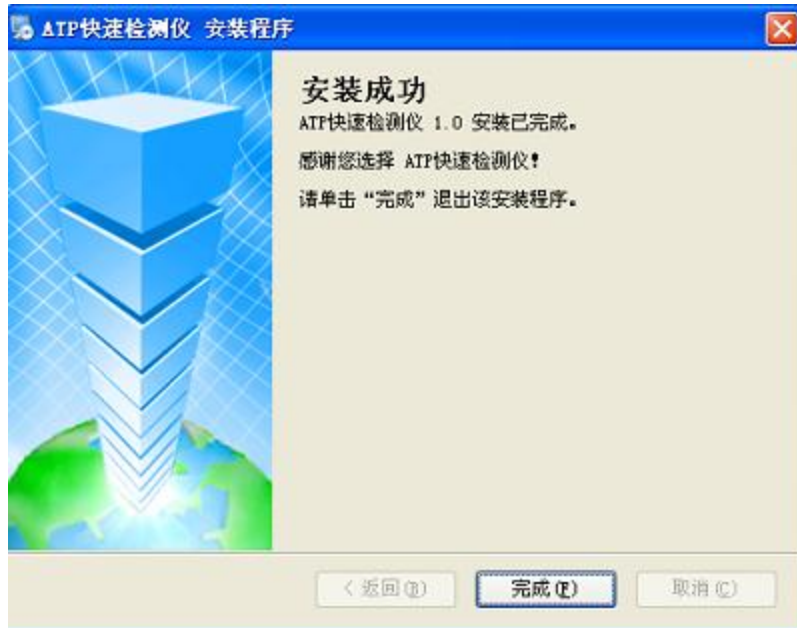 ATP快速检测仪 安装程序
安装成功
ATP快速检测仪 1.0 安装已完成。
感谢您选择 ATP快速检测仪!
请单击“完成”退出该安装程序。
< 返回(B)
完成(F)
取消(C)